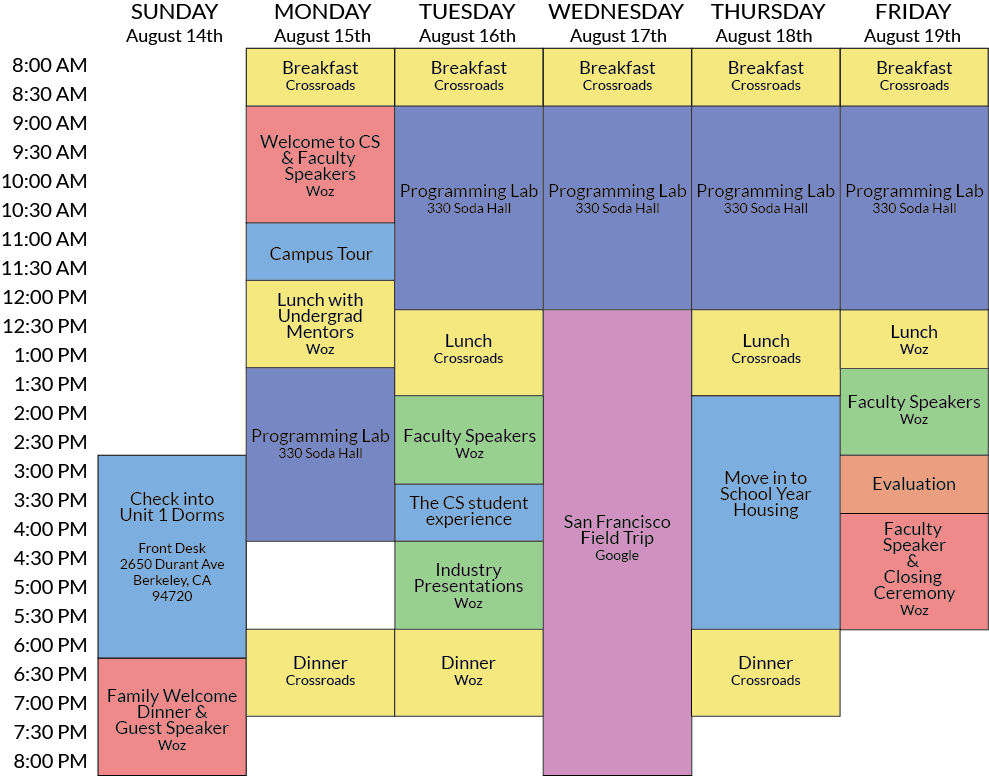 SUNDAY
August 14th
MONDAY
August 15th
TUESDAY
August 16th
WEDNESDAY
August 17th
THURSDAY
August 18th
FRIDAY
August 19th
8:00 AM
8:30 AM
9:00 AM
9:30 AM
10:00 AM
10:30 AM
11:00 AM
11:30 AM
12:00 PM
12:30 PM
1:00 PM
1:30 PM
2:00 PM
2:30 PM
3:00 PM
3:30 PM
4:00 PM
4:30 PM
5:00 PM
5:30 PM
6:00 PM
6:30 PM
7:00 PM
7:30 PM
8:00 PM
Check into
Unit 1 Dorms
Front Desk
2650 Durant Ave
Berkeley, CA
94720
Family Welcome
Dinner &
Guest Speaker
Woz
Breakfast
Crossroads
Welcome to CS
& Faculty
Speakers
Woz
Campus Tour
Lunch with
Undergrad
Mentors
Woz
Programming Lab
330 Soda Hall
Dinner
Crossroads
Breakfast
Crossroads
Programming Lab
330 Soda Hall
Lunch
Crossroads
Faculty Speakers
Woz
The CS student
experience
Industry
Presentations
Woz
Dinner
Woz
Breakfast
Crossroads
Programming Lab
330 Soda Hall
San Francisco
Field Trip
Google
Breakfast
Crossroads
Programming Lab
330 Soda Hall
Lunch
Crossroads
Move in to
School Year
Housing
Dinner
Crossroads
Breakfast
Crossroads
Programming Lab
330 Soda Hall
Lunch
Woz
Faculty Speakers
Woz
Evaluation
Faculty
Speaker
&
Closing
Ceremony
Woz